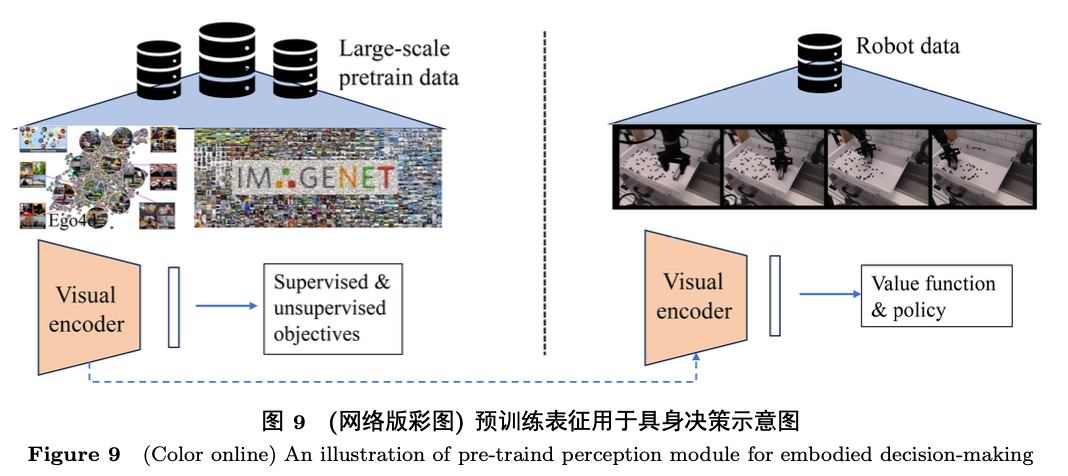 Large-scale
pretrain data
Ego4d
IMAGENET
Visual
encoder
Supervised &
unsupervised
objectives
Robot data
Visual
encoder
Value function
& policy
图 9 (网络版彩图) 预训练表征用于具身决策示意图
Figure 9 (Color online) An illustration of pre-traind perception module for embodied decision-making